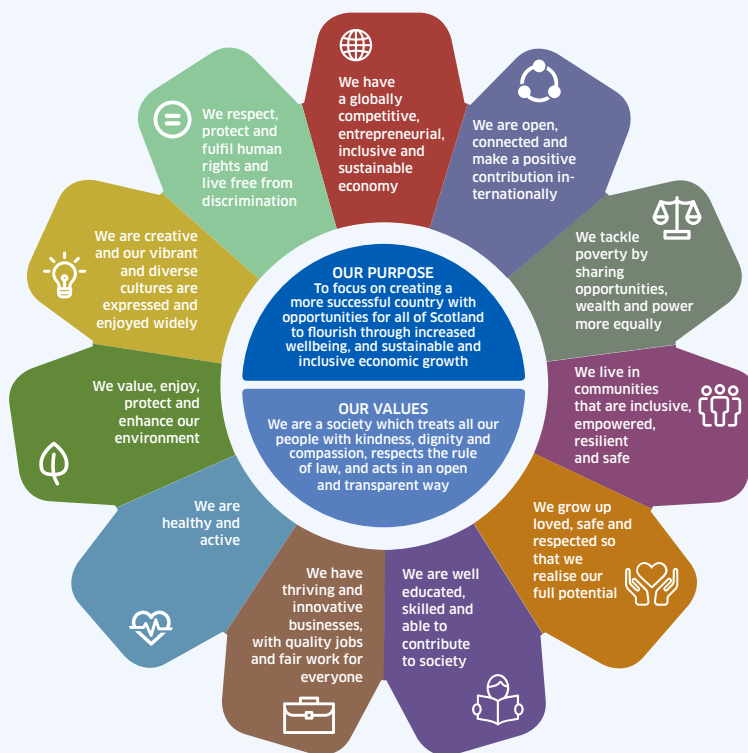 We have
a globally
competitive,
entrepreneurial,
inclusive and
sustainable
economy
We are open,
connected and
make a positive
contribution in-
ternationally
We tackle
poverty by
sharing
opportunities,
wealth and power
more equally
We live in
communities
that are inclusive,
empowered,
resilient
and safe
We grow up
loved, safe and
respected so
that we
realise our
full potential
We are well
educated,
skilled and
able to
contribute
to society
We have
thriving and
innovative
businesses,
with quality jobs
and fair work for
everyone
We are
healthy and
active
We value, enjoy,
protect and
enhance our
environment
We are creative
and our vibrant
and diverse
cultures are
expressed and
enjoyed widely
We respect,
protect and
fulfil human
rights and
live free from
discrimination
OUR PURPOSE
To focus on creating a
more successful country with
opportunities for all of Scotland
to flourish through increased
wellbeing, and sustainable and
inclusive economic growth
OUR VALUES
We are a society which treats all our
people with kindness, dignity and
compassion, respects the rule
of law, and acts in an open
and transparent way